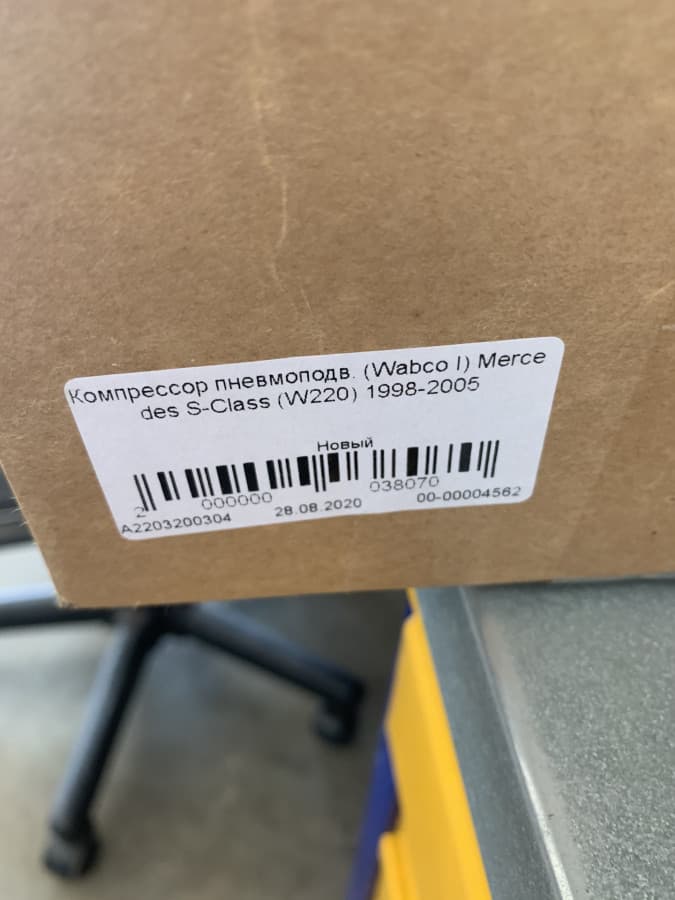 Компрессор пневмоподв. (Wabco I) Merce
des S-Class (W220) 1998-2005
Новый
2 000000 038070
A2203200304 28.08.2020 00-00004562